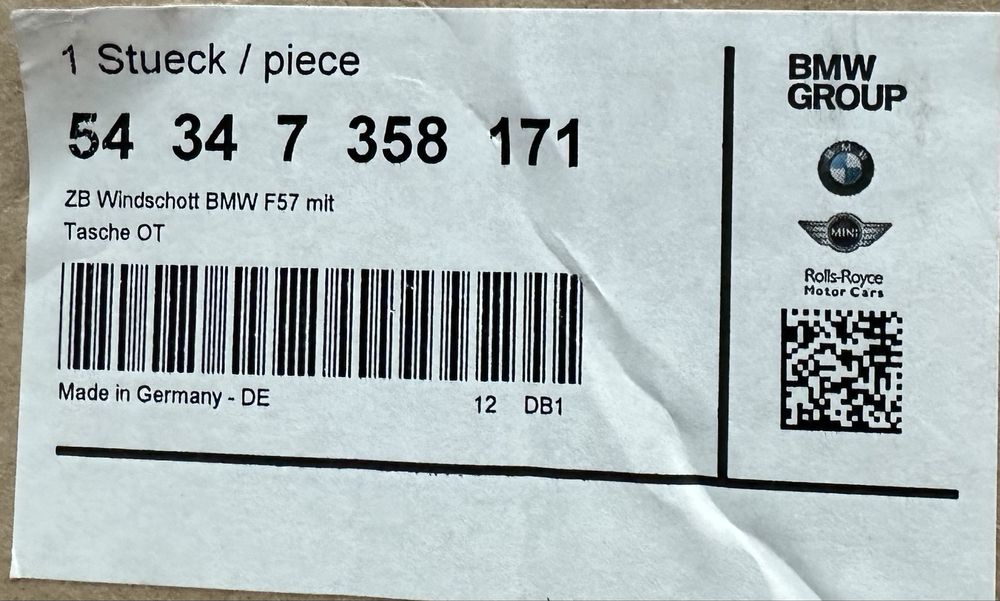 1 Stueck / piece
54 34 7 358 171
ZB Windschott BMW F57 mit
Tasche OT
Made in Germany - DE
12 DB1
BMW
GROUP
BMW
MINI
Rolls-Royce
Motor Cars